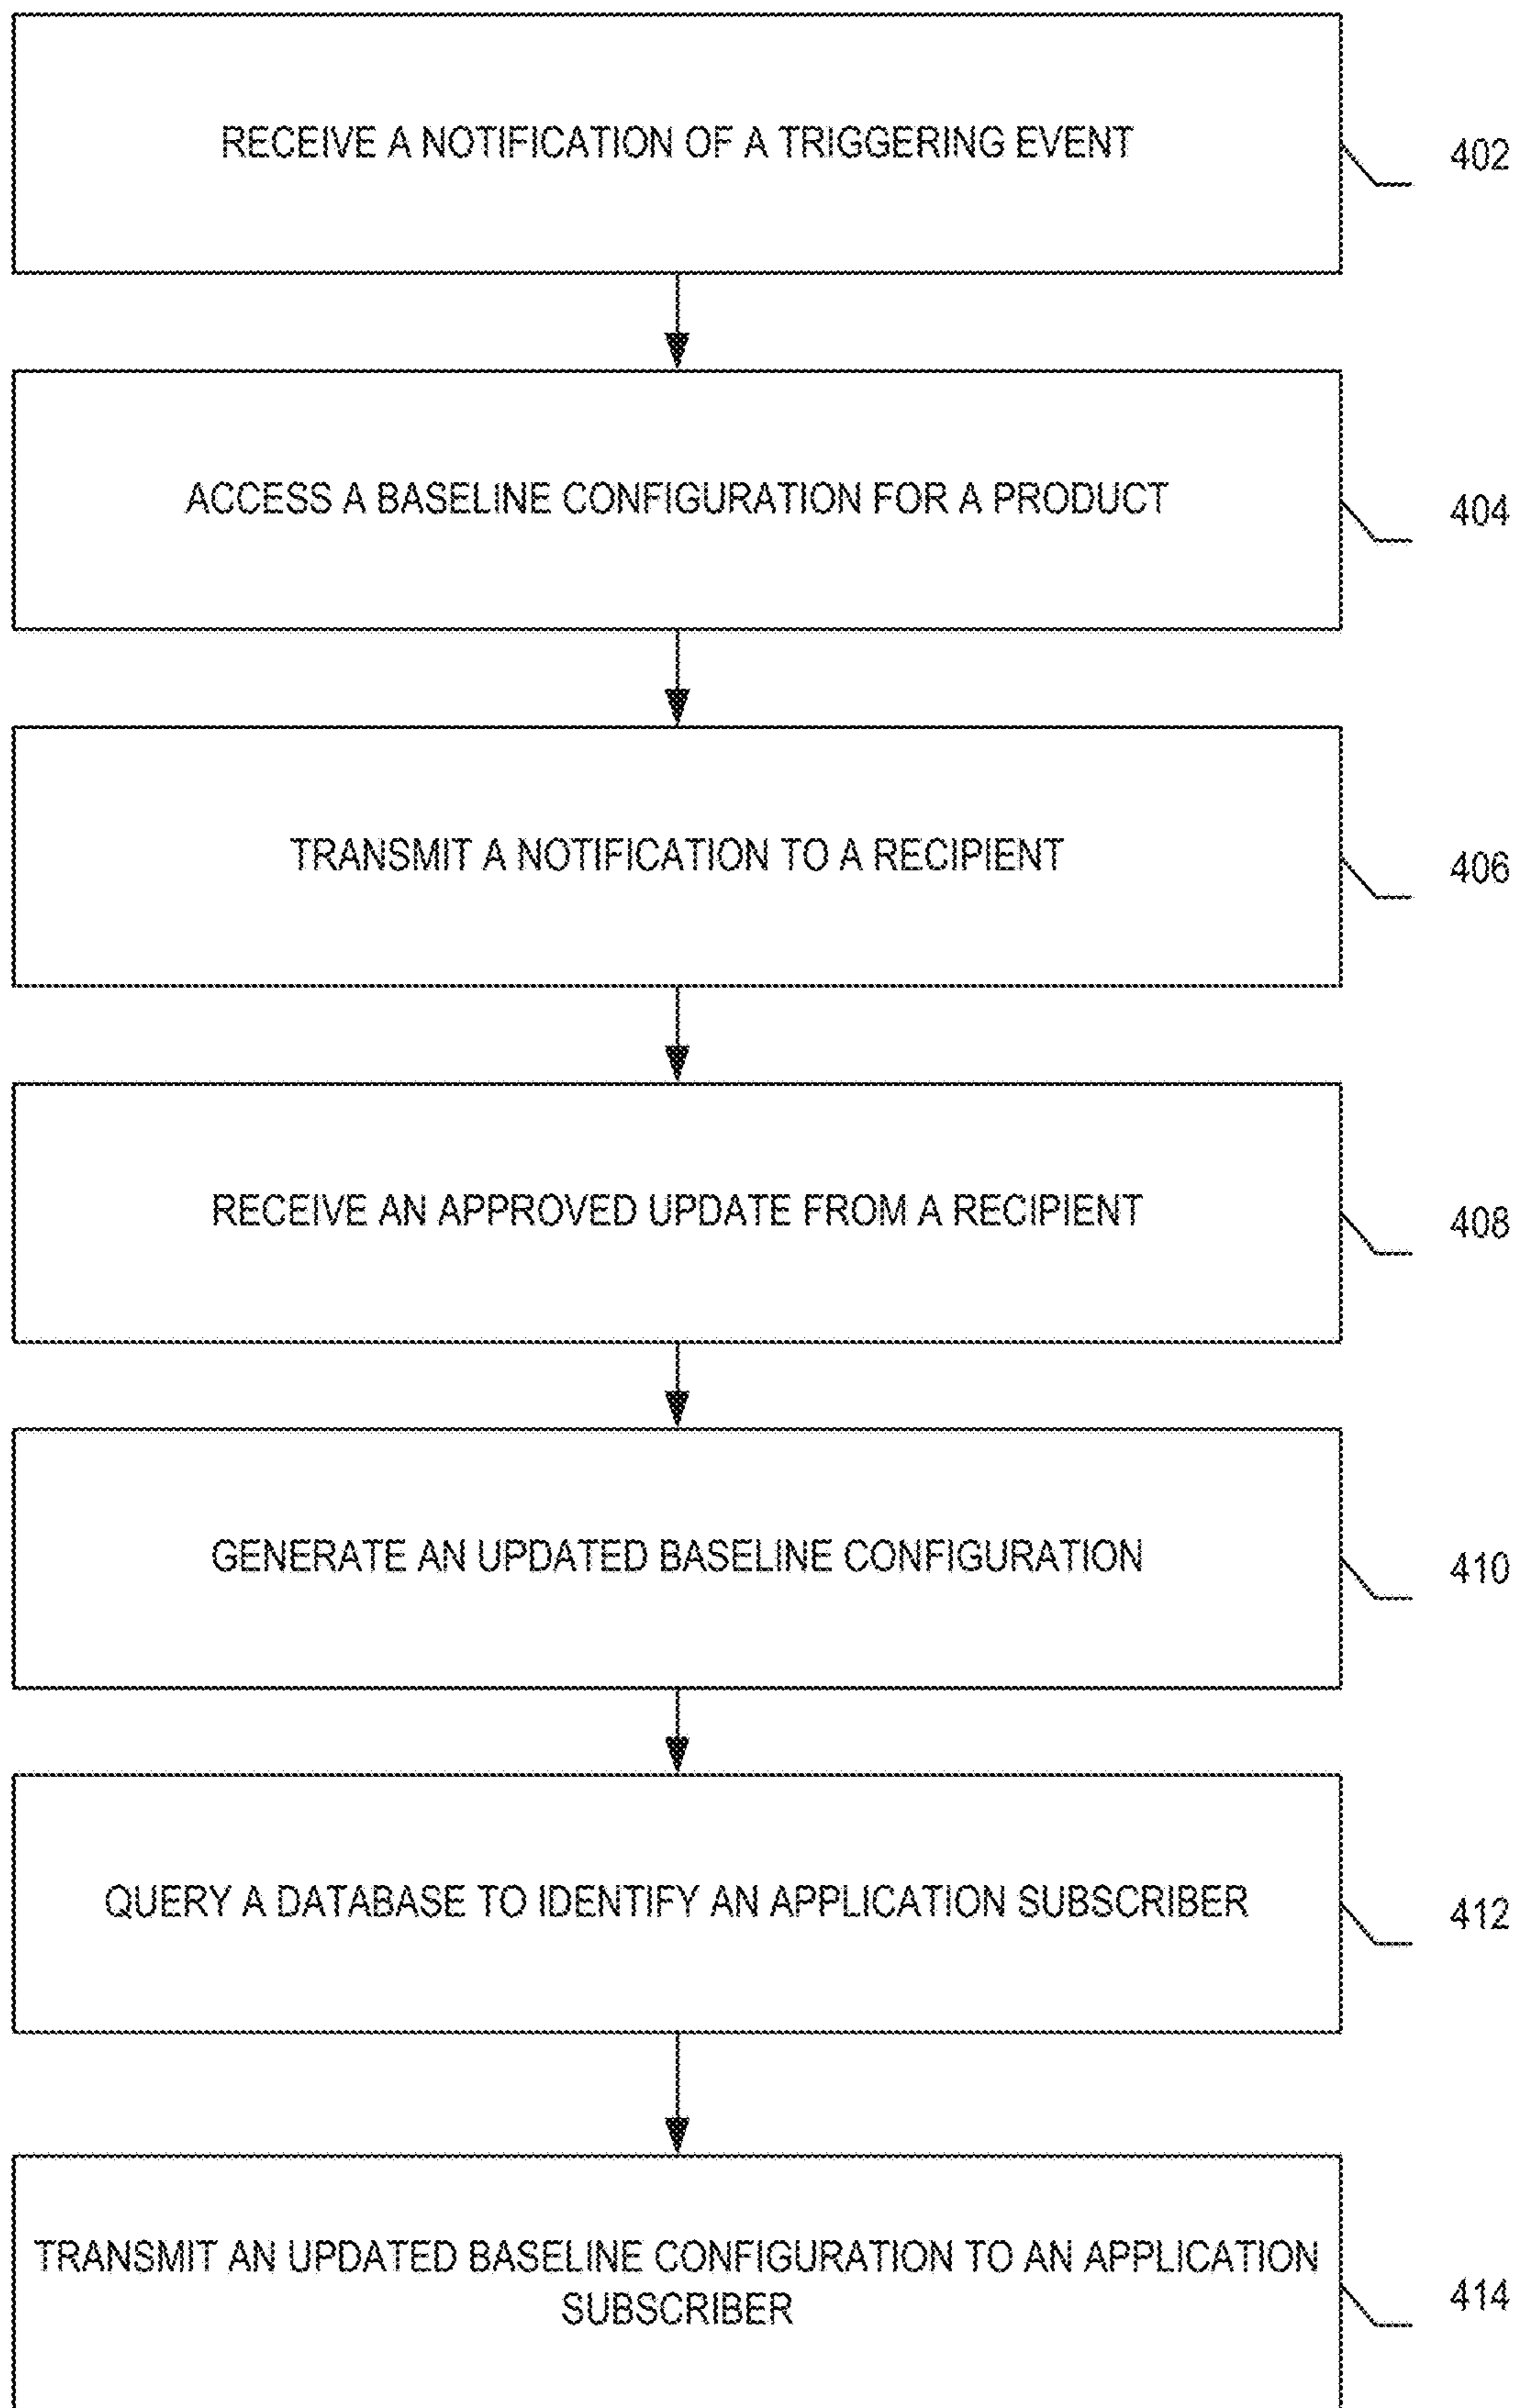 RECEIVE A NOTIFICATION OF A TRIGGERING EVENT
402
ACCESS A BASELINE CONFIGURATION FOR A PRODUCT
404
TRANSMIT A NOTIFICATION TO A RECIPIENT
406
RECEIVE AN APPROVED UPDATE FROM A RECIPIENT
408
GENERATE AN UPDATED BASELINE CONFIGURATION
410
QUERY A DATABASE TO IDENTIFY AN APPLICATION SUBSCRIBER
412
TRANSMIT AN UPDATED BASELINE CONFIGURATION TO AN APPLICATION
SUBSCRIBER
414